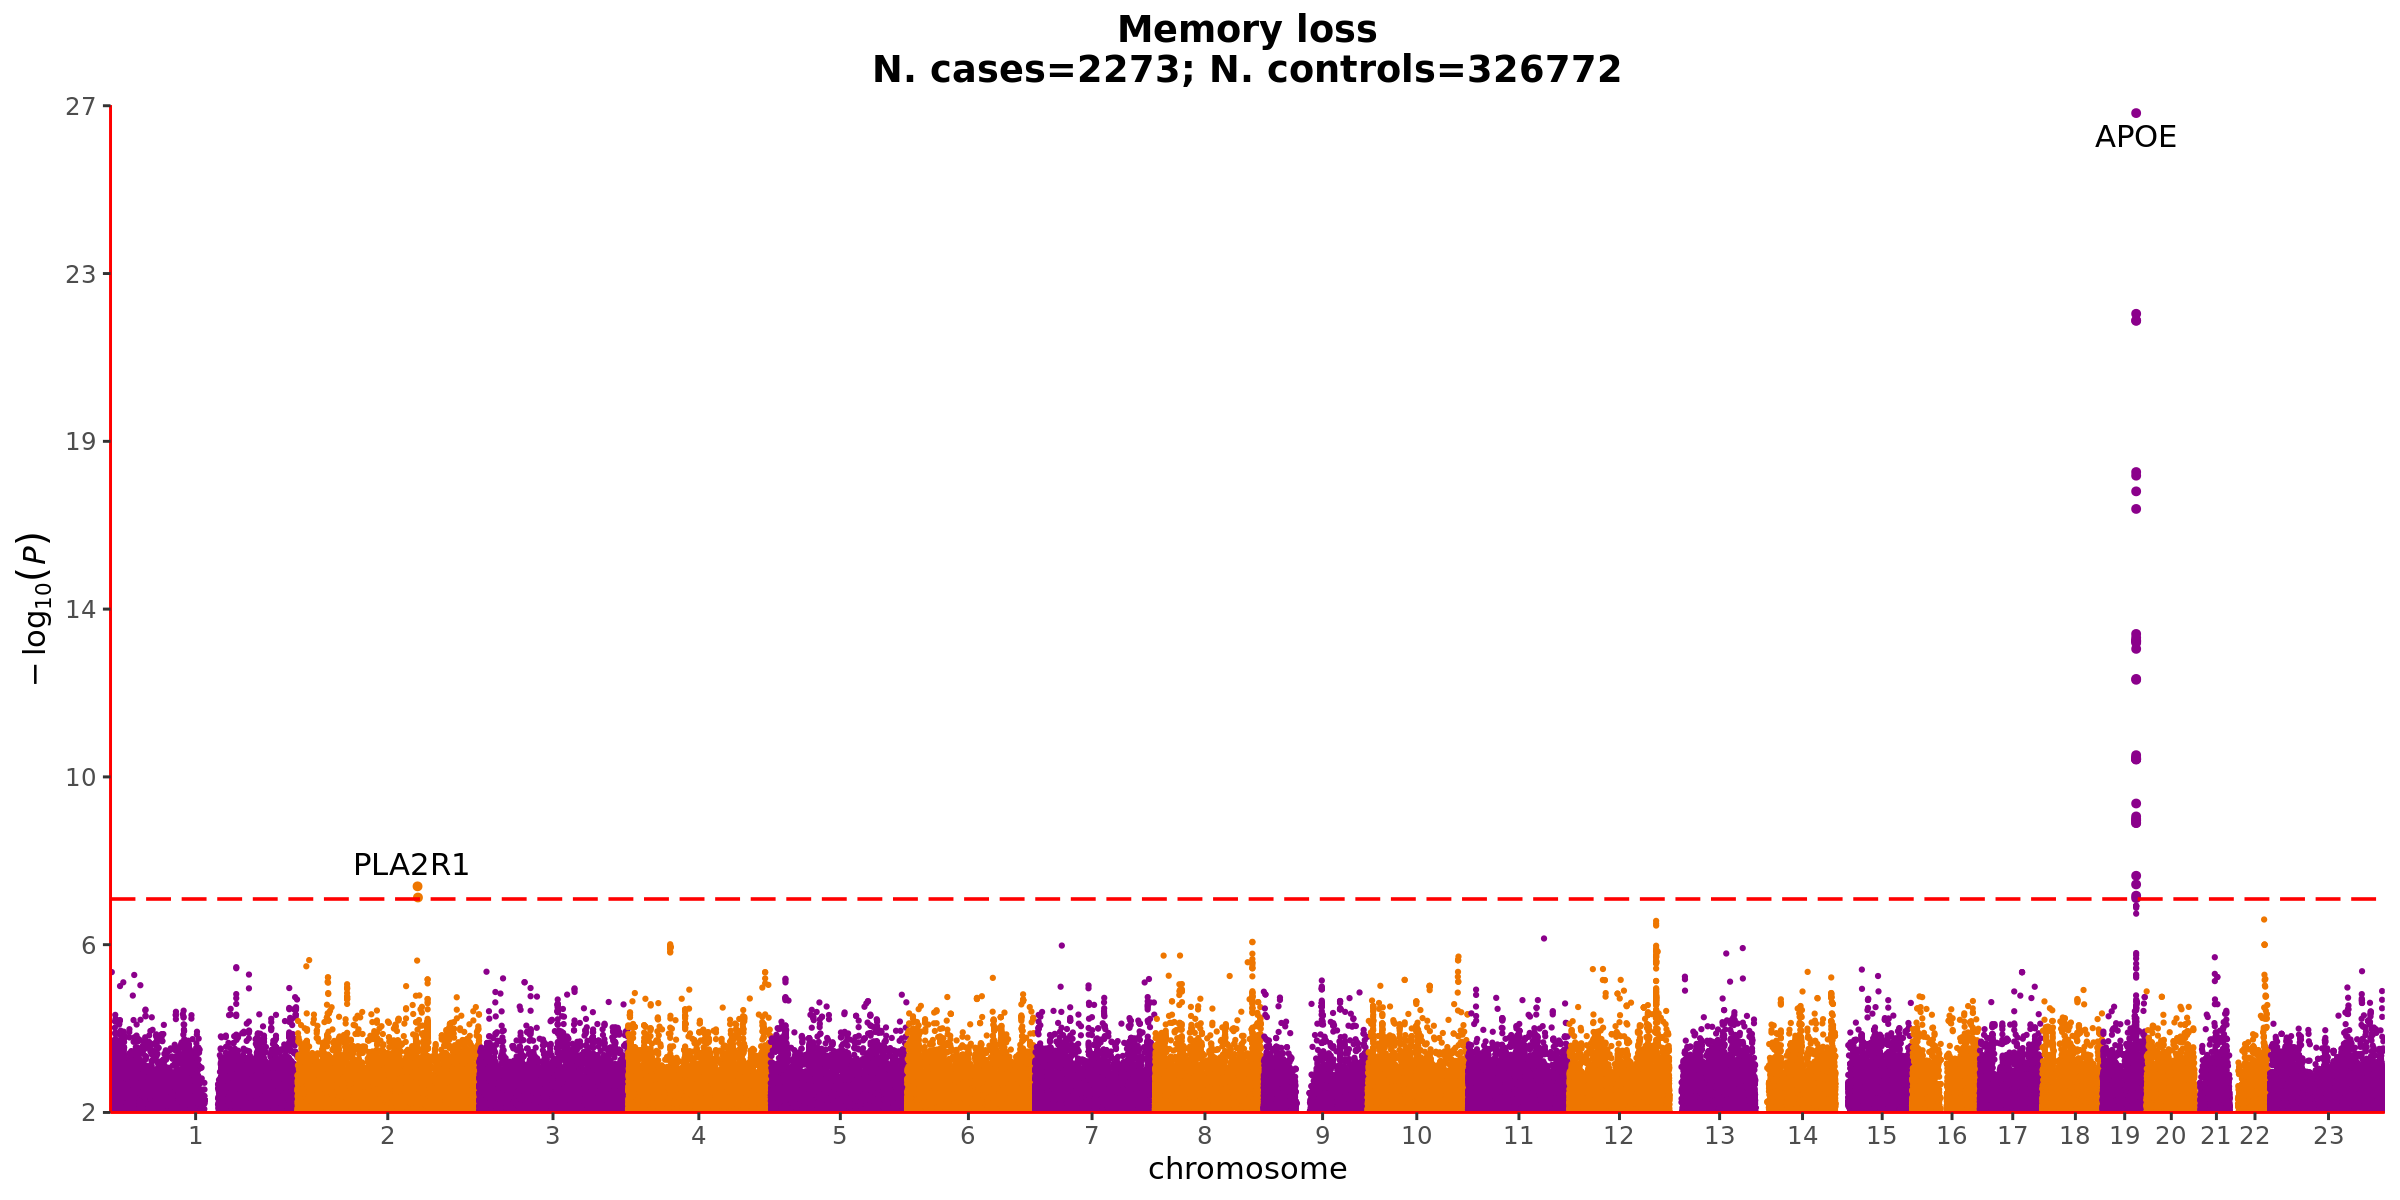 Memory loss
N. cases=2273; N. controls=326772
27
APOE
23
19
− log10(P)
14
10
PLA2R1
6
2
1 2 3 4 5 6 7 8 9 10 11 12 13 14 15 16 17 18 19 20 21 22 23
chromosome